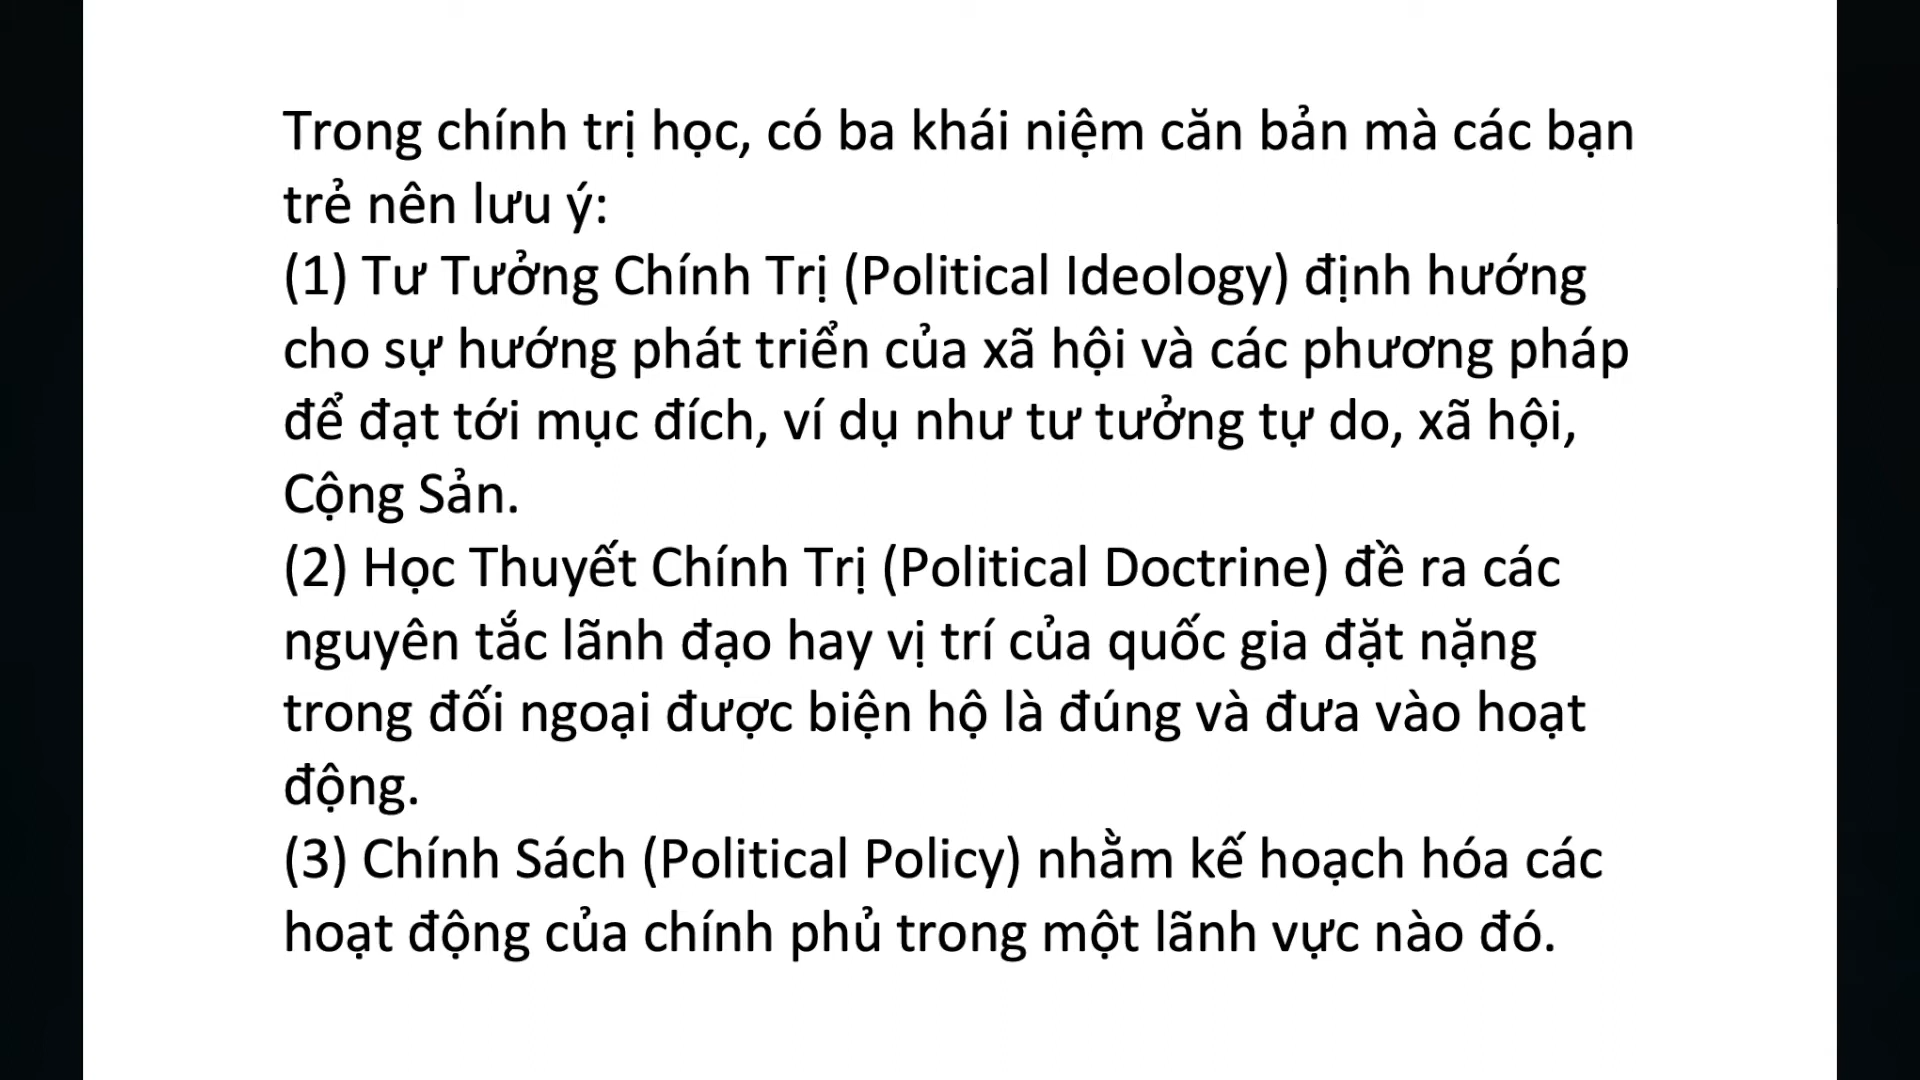 Trong chính trị học, có ba khái niệm căn bản mà các bạn
trẻ nên lưu ý:
(1) Tư Tưởng Chính Trị (Political Ideology) định hướng
cho sự hướng phát triển của xã hội và các phương pháp
để đạt tới mục đích, ví dụ như tư tưởng tự do, xã hội,
Cộng Sản.
(2) Học Thuyết Chính Trị (Political Doctrine) đề ra các
nguyên tắc lãnh đạo hay vị trí của quốc gia đặt nặng
trong đối ngoại được biện hộ là đúng và đưa vào hoạt
động.
(3) Chính Sách (Political Policy) nhằm kế hoạch hóa các
hoạt động của chính phủ trong một lãnh vực nào đó.